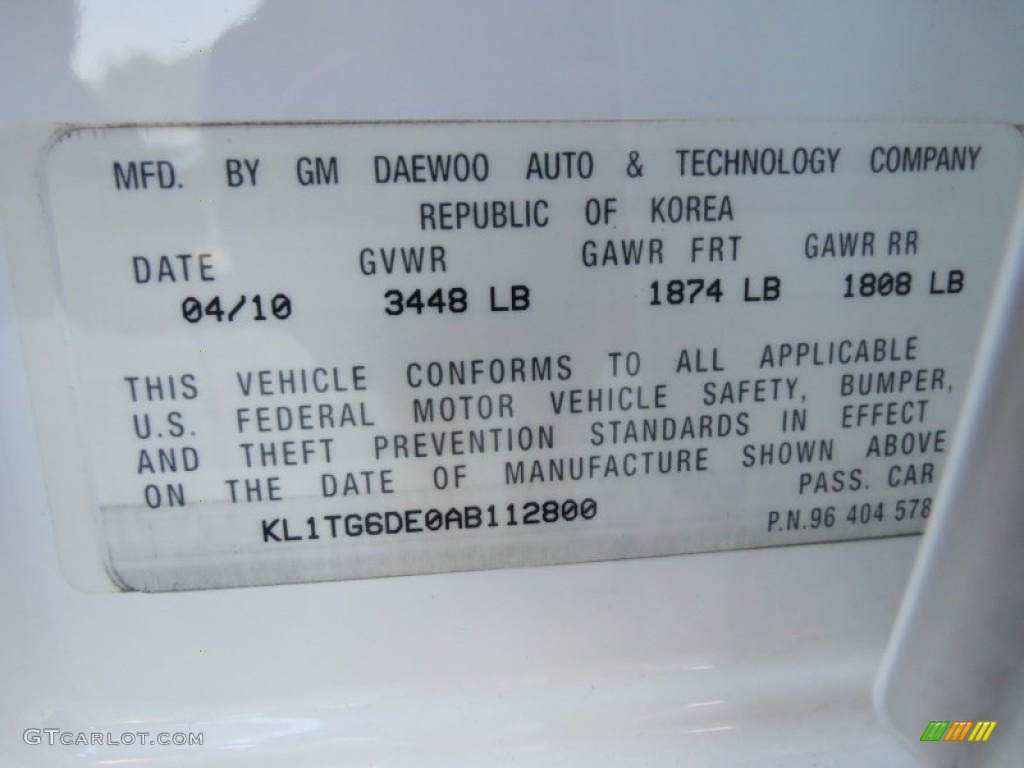 MFD. BY GM DAEWOO AUTO & TECHNOLOGY COMPANY
REPUBLIC OF KOREA
DATE GVWR GAWR FRT GAWR RR
04/10 3448 LB 1874 LB 1808 LB
THIS VEHICLE CONFORMS TO ALL APPLICABLE
U.S. FEDERAL MOTOR VEHICLE SAFETY, BUMPER,
AND THEFT PREVENTION STANDARDS IN EFFECT
ON THE DATE OF MANUFACTURE SHOWN ABOVE
PASS. CAR
KL1TG6DE0AB112800 P.N.96 404 578
GTCARLOT.COM